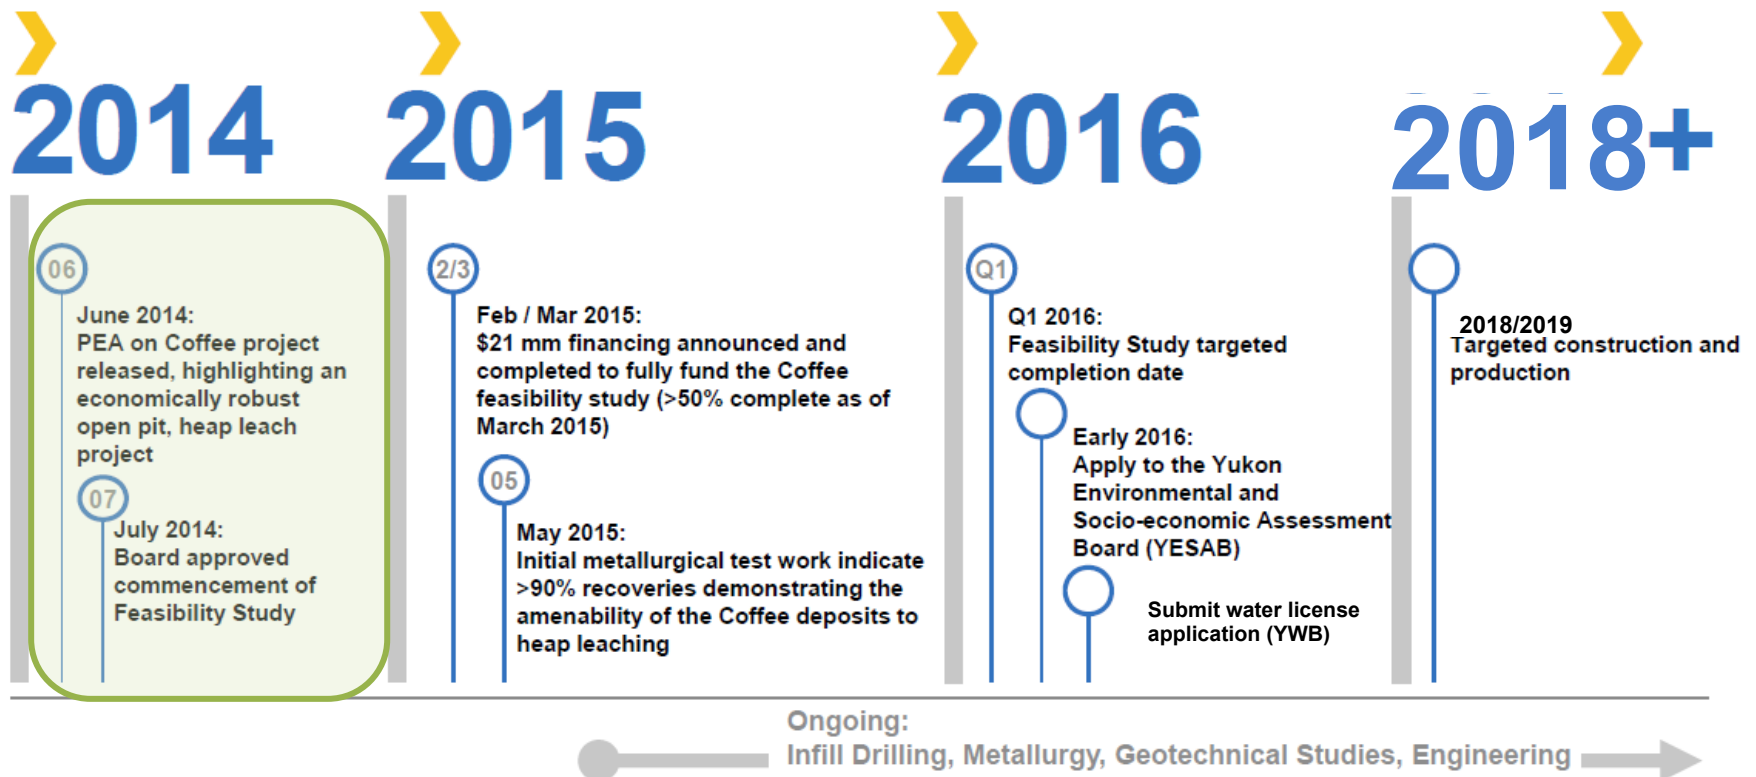 2014
06
June 2014:
PEA on Coffee project
released, highlighting an
economically robust
open pit, heap leach
project
07
July 2014:
Board approved
commencement of
Feasibility Study
2015
2/3
Feb / Mar 2015:
$21 mm financing announced and
completed to fully fund the Coffee
feasibility study (>50% complete as of
March 2015)
05
May 2015:
Initial metallurgical test work indicate
>90% recoveries demonstrating the
amenability of the Coffee deposits to
heap leaching
2016
Q1
Q1 2016:
Feasibility Study targeted
completion date
Early 2016:
Apply to the Yukon
Environmental and
Socio-economic Assessment
Board (YESAB)
Submit water license
application (YWB)
2018+
2018/2019
Targeted construction and
production
Ongoing:
Infill Drilling, Metallurgy, Geotechnical Studies, Engineering